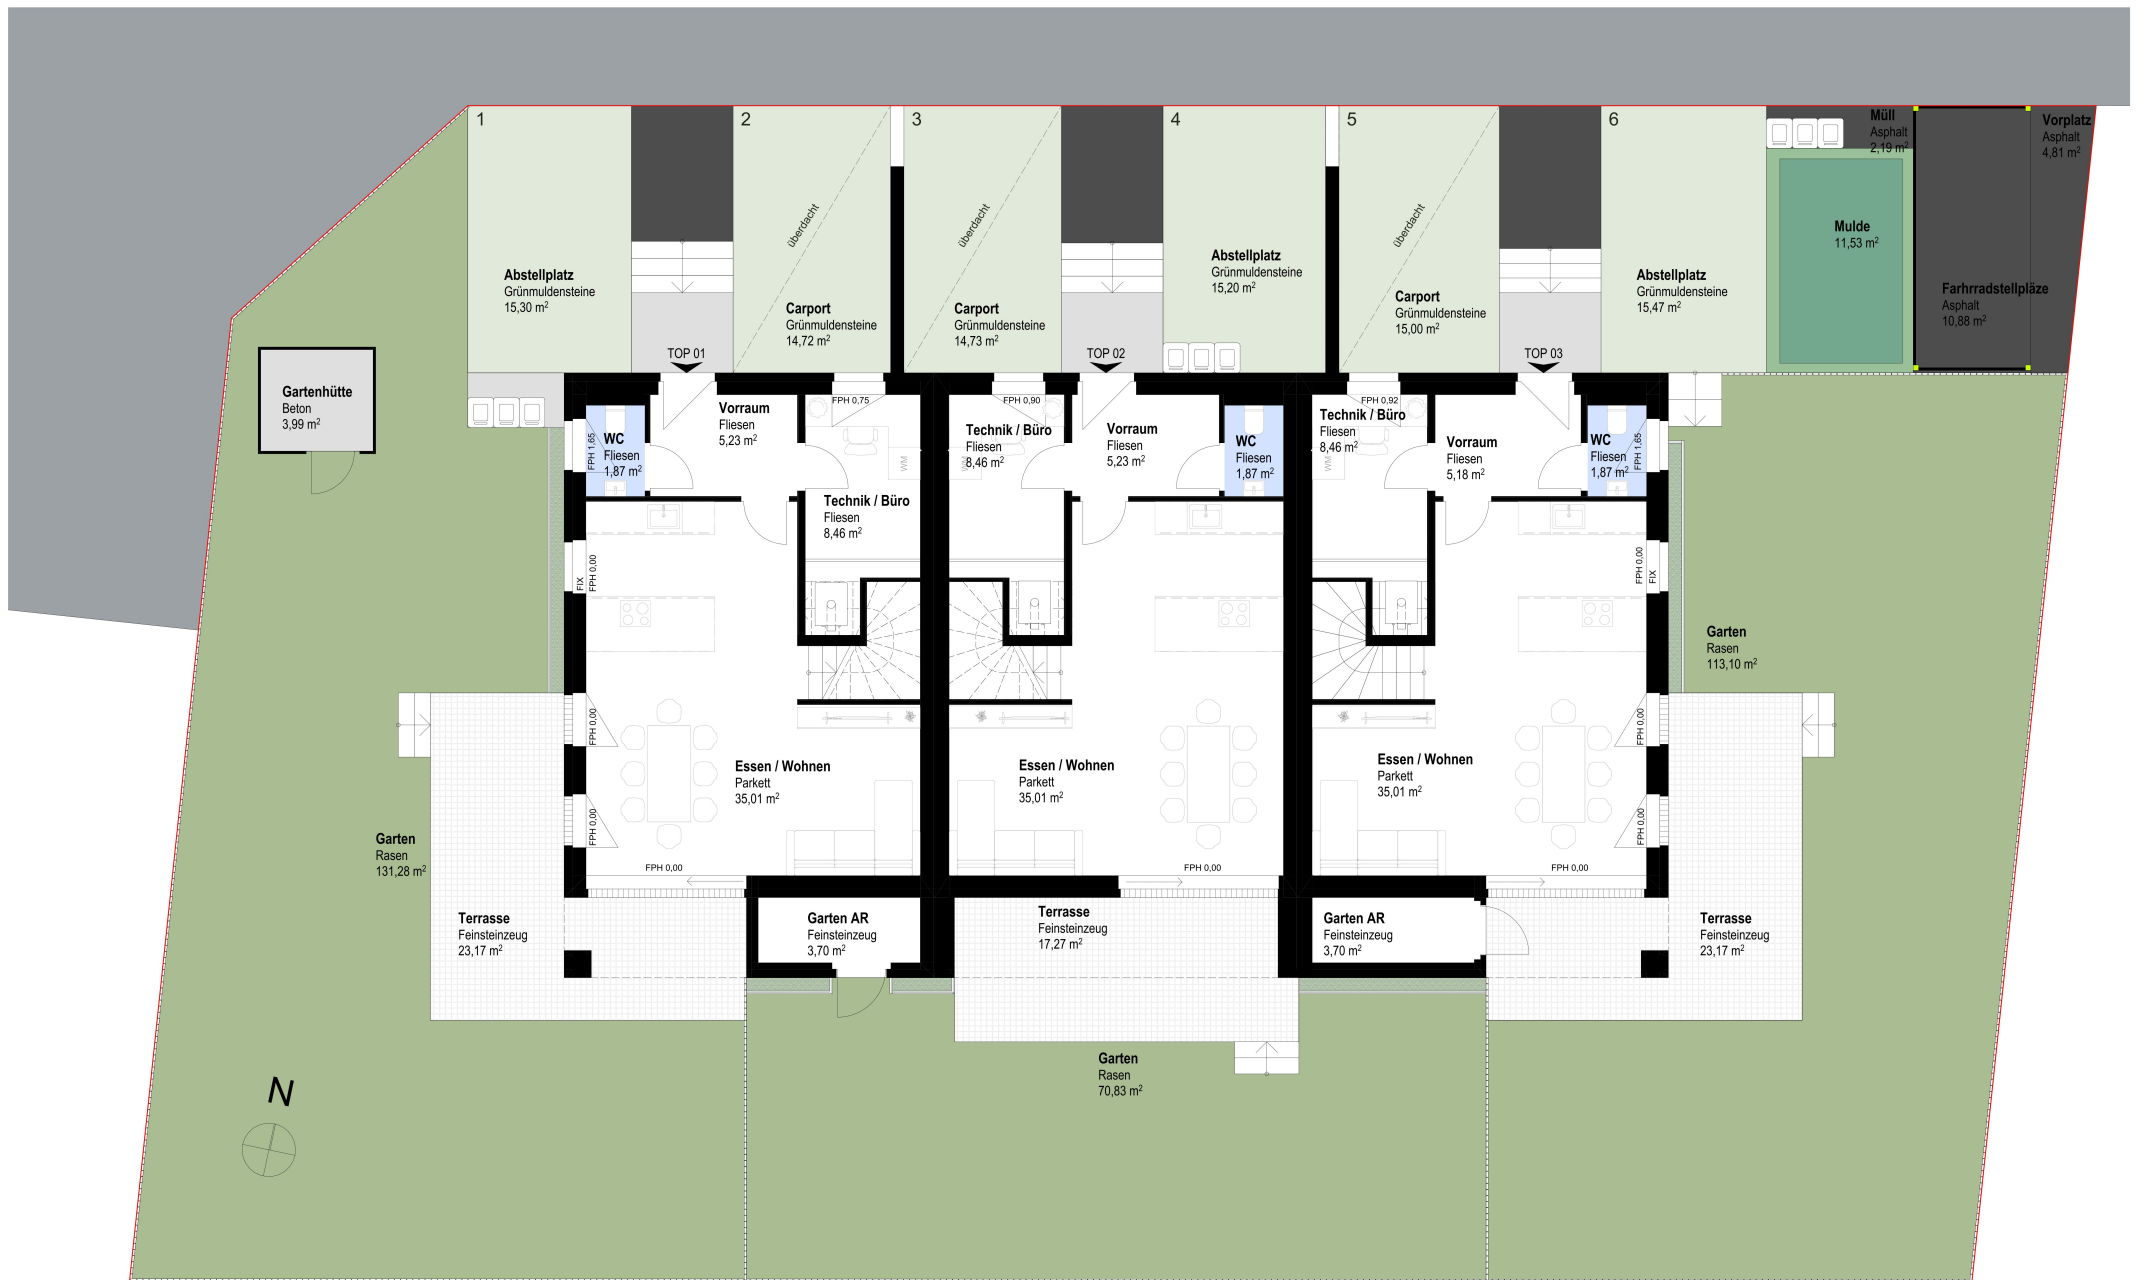 1
2
3
4
5
6
Müll
Asphalt
2,19 m²
Vorplatz
Asphalt
4,81 m²
überdacht
überdacht
überdacht
Mulde
11,53 m²
Abstellplatz
Grünmuldensteine
15,30 m²
Carport
Grünmuldensteine
14,72 m²
Carport
Grünmuldensteine
14,73 m²
Abstellplatz
Grünmuldensteine
15,20 m²
Carport
Grünmuldensteine
15,00 m²
Abstellplatz
Grünmuldensteine
15,47 m²
Farhrradstellpläze
Asphalt
10,88 m²
TOP 01
TOP 02
TOP 03
Gartenhütte
Beton
3,99 m²
FPH 1,65
WC
Fliesen
1,87 m²
Vorraum
Fliesen
5,23 m²
FPH 0,75
WM
Technik / Büro
Fliesen
8,46 m²
FPH 0,90
Technik / Büro
Fliesen
8,46 m²
WM
Vorraum
Fliesen
5,23 m²
WC
Fliesen
1,87 m²
FPH 0,92
Technik / Büro
Fliesen
8,46 m²
WM
Vorraum
Fliesen
5,18 m²
WC
Fliesen
1,87 m²
FPH 1,65
FIX
FPH 0,00
FPH 0,00
FIX
Garten
Rasen
113,10 m²
FPH 0,00
FPH 0,00
FPH 0,00
FPH 0,00
Essen / Wohnen
Parkett
35,01 m²
Essen / Wohnen
Parkett
35,01 m²
Essen / Wohnen
Parkett
35,01 m²
Garten
Rasen
131,28 m²
FPH 0,00
FPH 0,00
FPH 0,00
Terrasse
Feinsteinzeug
23,17 m²
Garten AR
Feinsteinzeug
3,70 m²
Terrasse
Feinsteinzeug
17,27 m²
Garten AR
Feinsteinzeug
3,70 m²
Terrasse
Feinsteinzeug
23,17 m²
Garten
Rasen
70,83 m²
N